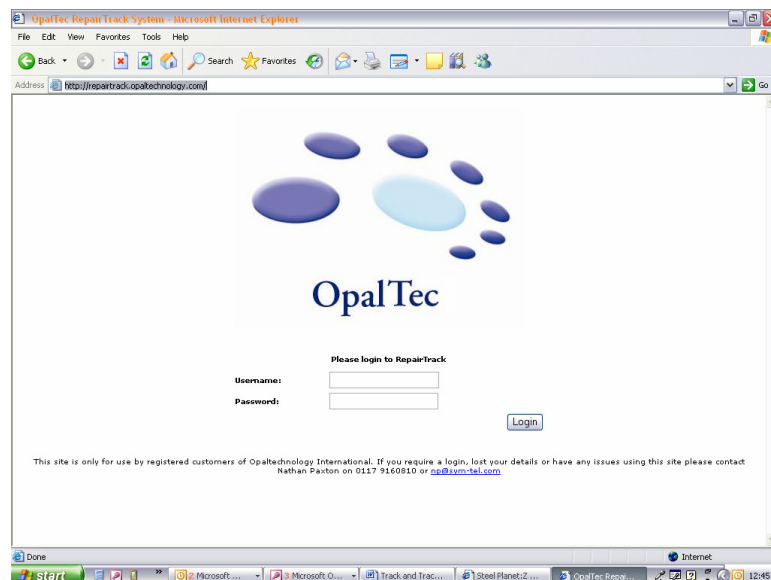 OpalTec RepairTrack System - Microsoft Internet Explorer
File Edit View Favorites Tools Help
Back Search Favorites
Address http://repairtrack.opaltechnology.com/ Go
OpalTec
Please login to RepairTrack
Username:
Password:
Login
This site is only for use by registered customers of Opaltechnology International. If you require a login, lost your details or have any issues using this site please contact
Nathan Paxton on 0117 9160810 or np@svm-tel.com
Done Internet
start » 2 Microsoft ... 3 Microsoft O... Track and Trac... Steel Planet:Z ... OpalTec Repai... 12:45